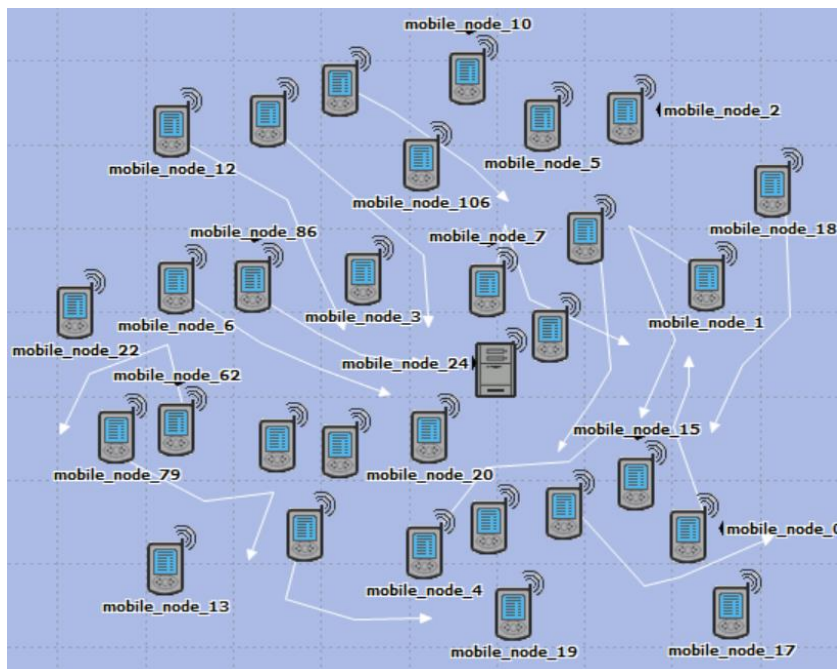 mobile_node_10
mobile_node_2
mobile_node_12
mobile_node_5
mobile_node_106
mobile_node_18
mobile_node_86
mobile_node_7
mobile_node_6
mobile_node_3
mobile_node_1
mobile_node_22
mobile_node_24
mobile_node_62
mobile_node_15
mobile_node_79
mobile_node_20
mobile_node_0
mobile_node_4
mobile_node_13
mobile_node_19
mobile_node_17